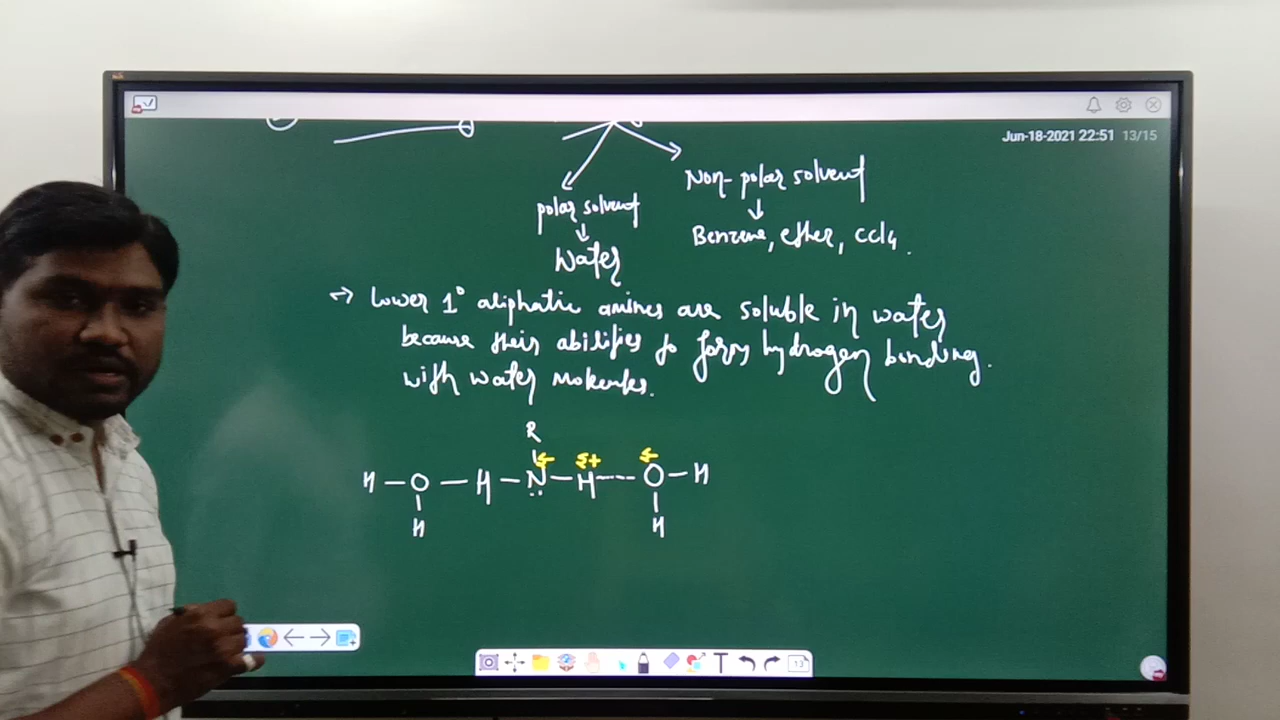 Jun-18-2021 22:51 13/15
Non-polar solvent
polar solvent
Benzene, ether, CCl4.
Water
Lower 1° aliphatic amines are soluble in water
because their abilities to form hydrogen bonding
with water molecules.
R
δ+
H - O - H - N - H --- O - H
H H
T
13